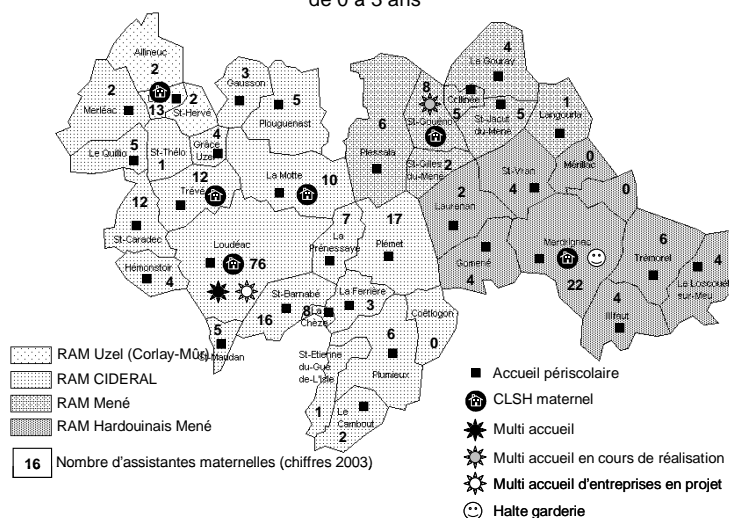 de 0 à 5 ans
Allineuc
2
Merléac
2
13
St-Hervé
2
Gausson
3
Plouguenast
5
Le Quillio
5
St-Thélo
1
Grâce
Uzel
4
Trévé
12
La Motte
10
St-Caradec
12
Hémonstoir
4
Loudéac
76
St-Maudan
5
St-Barnabé
16
La
Chèze
8
La
Prénessaye
7
Plémet
17
La Ferrière
3
Coëtlogon
0
Plumieux
6
St-Etienne
du-Gué
de-L'Isle
1
Le
Cambout
2
Plessala
6
St-Gouéno
8
Collinée
5
Le Gouray
4
St-Jacut
du-Mené
5
Langourla
1
St-Gilles
du-Mené
2
St-Vran
4
Mérillac
0
0
Laurenan
2
Gomené
4
Merdrignac
22
Trémorel
6
Le Loscouët
sur-Meu
4
Illifaut
4
RAM Uzel (Corlay-Mûr)
RAM CIDERAL
RAM Mené
RAM Hardouinais Mené
16 Nombre d'assistantes maternelles (chiffres 2003)
Accueil périscolaire
CLSH maternel
Multi accueil
Multi accueil en cours de réalisation
Multi accueil d'entreprises en projet
Halte garderie